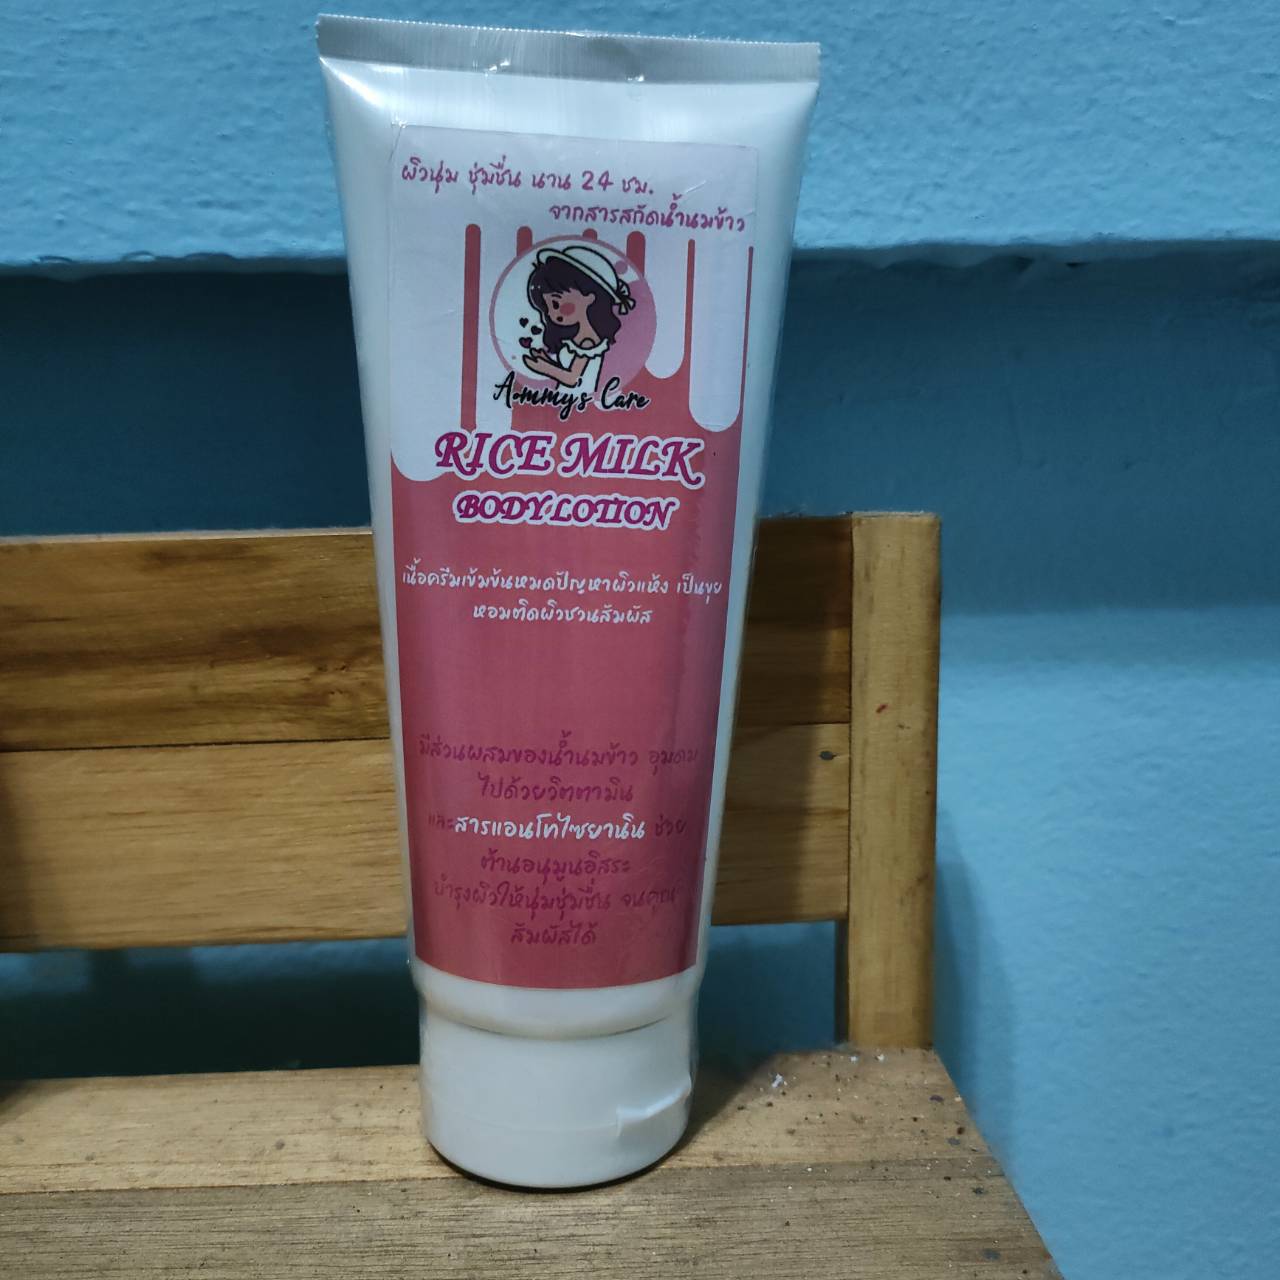 ผิวนุ่ม ชุ่มชื่น นาน 24 ชม.
จากสารสกัดน้ำนมข้าว
Aommy's Care
RICE MILK
BODY LOTION
เนื้อครีมเข้มข้นหมดปัญหาผิวแห้ง เป็นขุย
หอมติดผิวชวนสัมผัส
มีส่วนผสมของน้ำนมข้าว อุมดม
ไปด้วยวิตตามิน
และสารแอนโทไซยานิน ช่วย
ต้านอนุมูนอิสระ
บำรุงผิวให้นุ่มชุ่มชื่น จนคุณ
สัมผัสได้